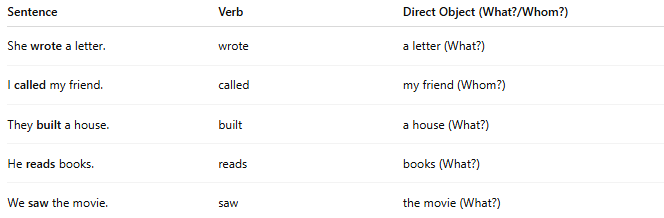 Sentence Verb Direct Object (What?/Whom?)
She wrote a letter. wrote a letter (What?)
I called my friend. called my friend (Whom?)
They built a house. built a house (What?)
He reads books. reads books (What?)
We saw the movie. saw the movie (What?)